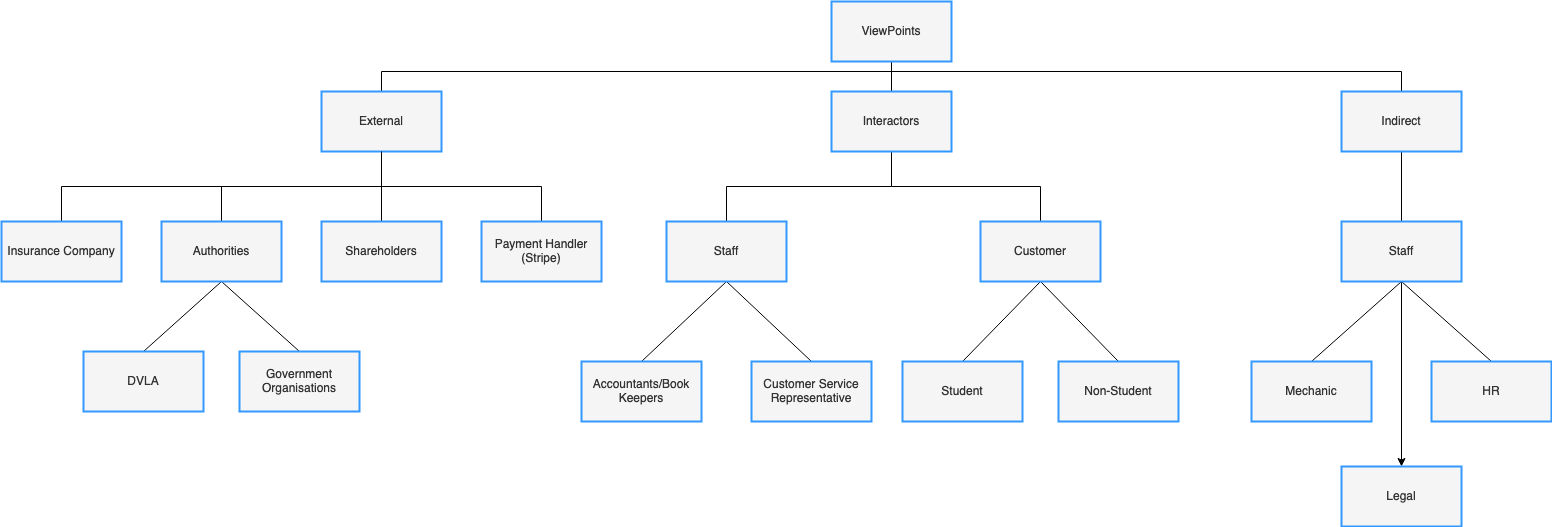 ViewPoints
External
Interactors
Indirect
Insurance Company
Authorities
Shareholders
Payment Handler
(Stripe)
Staff
Customer
Staff
DVLA
Government
Organisations
Accountants/Book
Keepers
Customer Service
Representative
Student
Non-Student
Mechanic
HR
Legal